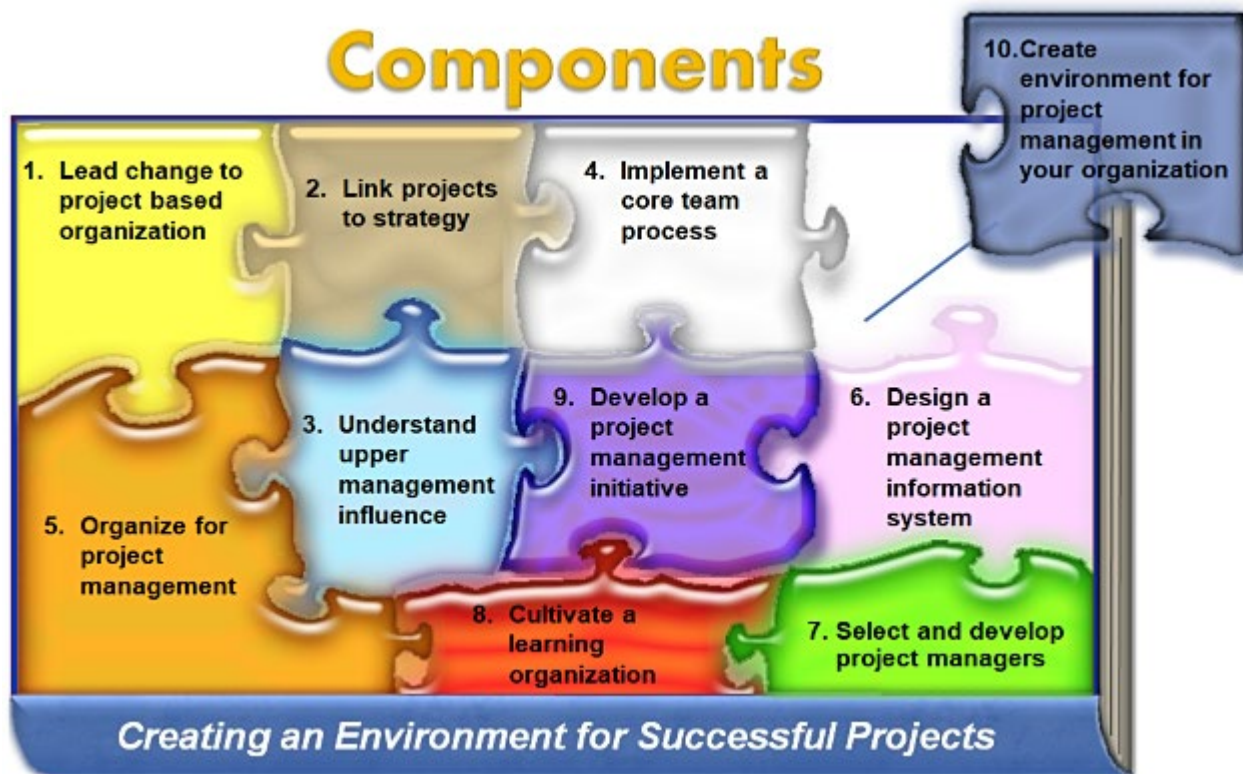 Components
1. Lead change to
project based
organization
2. Link projects
to strategy
4. Implement a
core team
process
10. Create
environment for
project
management in
your organization
5. Organize for
project
management
3. Understand
upper
management
influence
9. Develop a
project
management
initiative
6. Design a
project
management
information
system
8. Cultivate a
learning
organization
7. Select and develop
project managers
Creating an Environment for Successful Projects